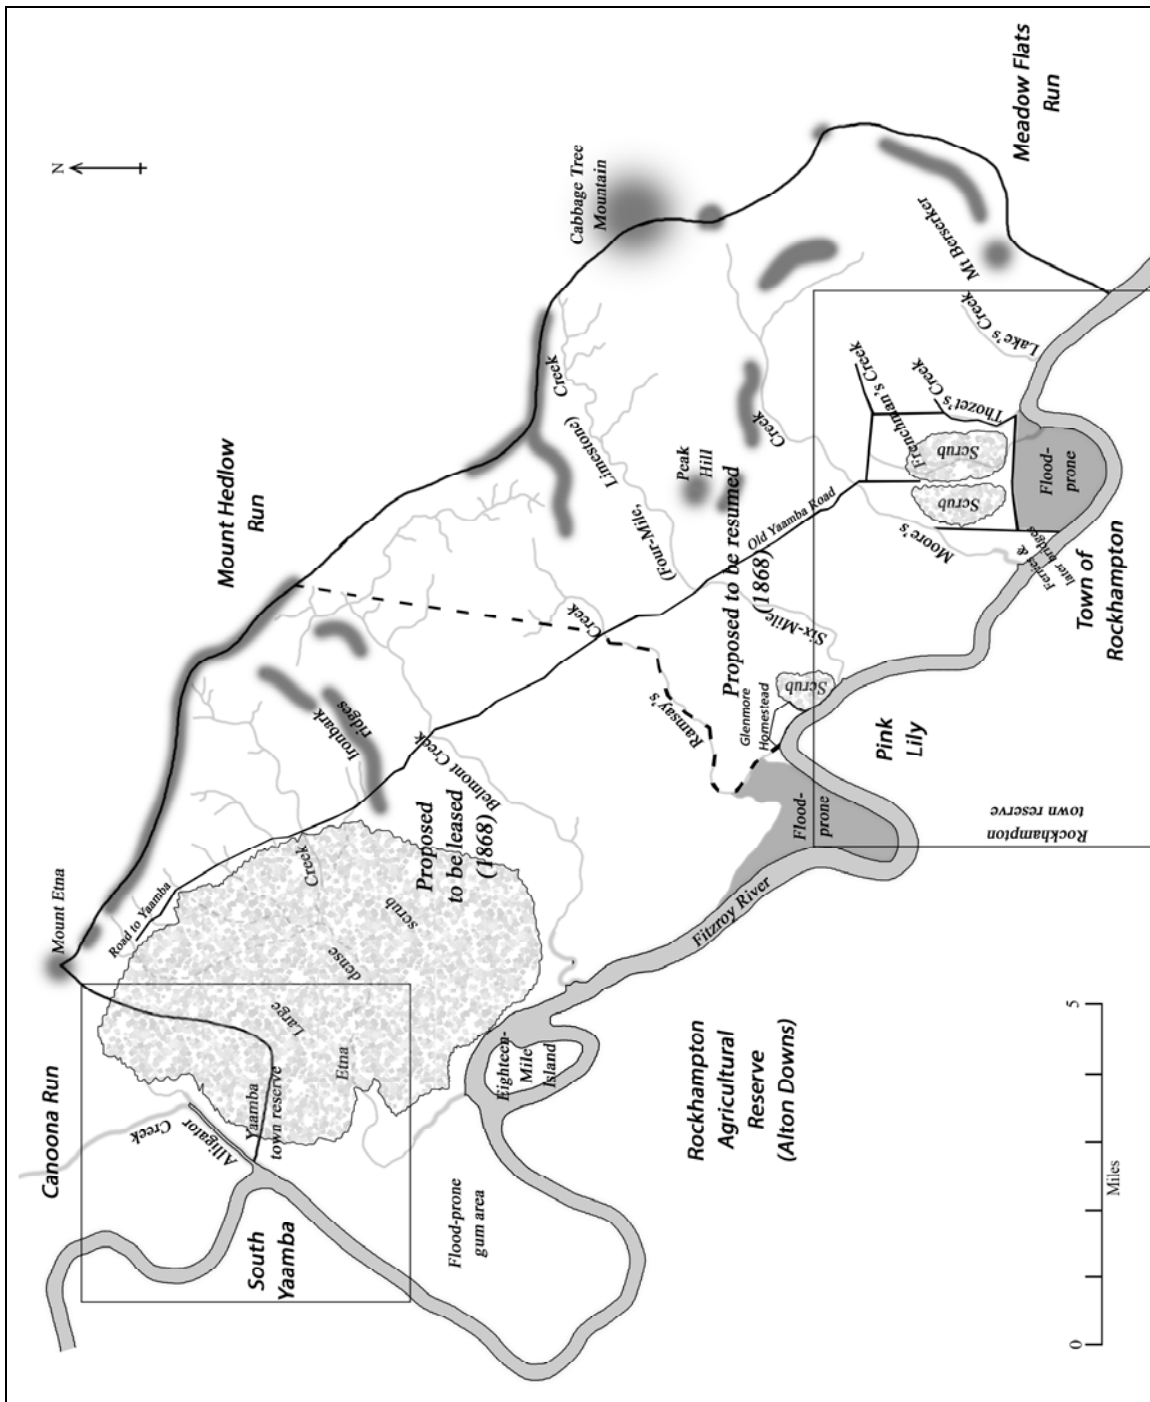 N
Mount Etna
Canoona Run
Alligator
Creek
Road to Yaamba
Yaamba
town reserve
South
Yaamba
Large
dense
scrub
Etna
Creek
Mount Hedlow
Run
Ironbark
ridges
Belmont Creek
Proposed
to be leased
(1868)
Flood-prone
gum area
Eighteen-
Mile
Island
Fitzroy River
Rockhampton
Agricultural
Reserve
(Alton Downs)
Cabbage Tree
Mountain
(Limestone)
Creek
(Four-Mile,
Six-Mile)
Ramsay's
Creek
Peak
Hill
Creek
Old Yaamba Road
Proposed to be resumed
(1868)
Glenmore
Homestead
Scrub
Flood-
prone
Pink
Lily
Rockhampton
town reserve
Meadow Flats
Run
Mt Berserker
Lake's Creek
Frenchman's Creek
Thozet's Creek
Scrub
Scrub
Moore's
Flood-
prone
Ferries &
later bridges
Town of
Rockhampton
0
5
Miles